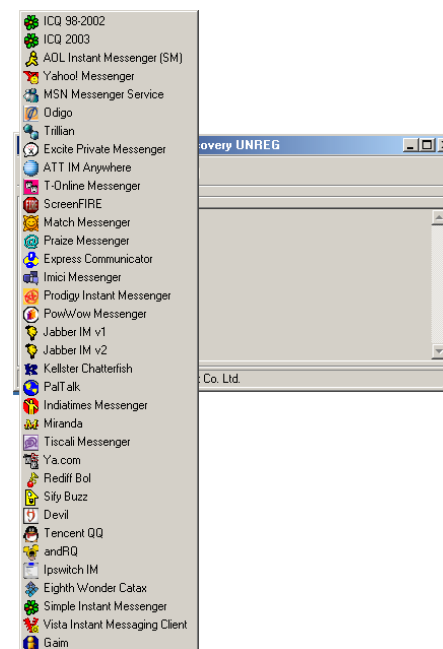 ICQ 98-2002
ICQ 2003
AOL Instant Messenger (SM)
Yahoo! Messenger
MSN Messenger Service
Odigo
Trillian
covery UNREG
Excite Private Messenger
ATT IM Anywhere
T-Online Messenger
ScreenFIRE
Match Messenger
Praize Messenger
Express Communicator
Imici Messenger
Prodigy Instant Messenger
PowWow Messenger
Jabber IM v1
Jabber IM v2
Kellster Chatterfish
Co. Ltd.
PalTalk
Indiatimes Messenger
Miranda
Tiscali Messenger
Ya.com
Rediff Bol
Sify Buzz
Devil
Tencent QQ
andRQ
Ipswitch IM
Eighth Wonder Catax
Simple Instant Messenger
Vista Instant Messaging Client
Gaim